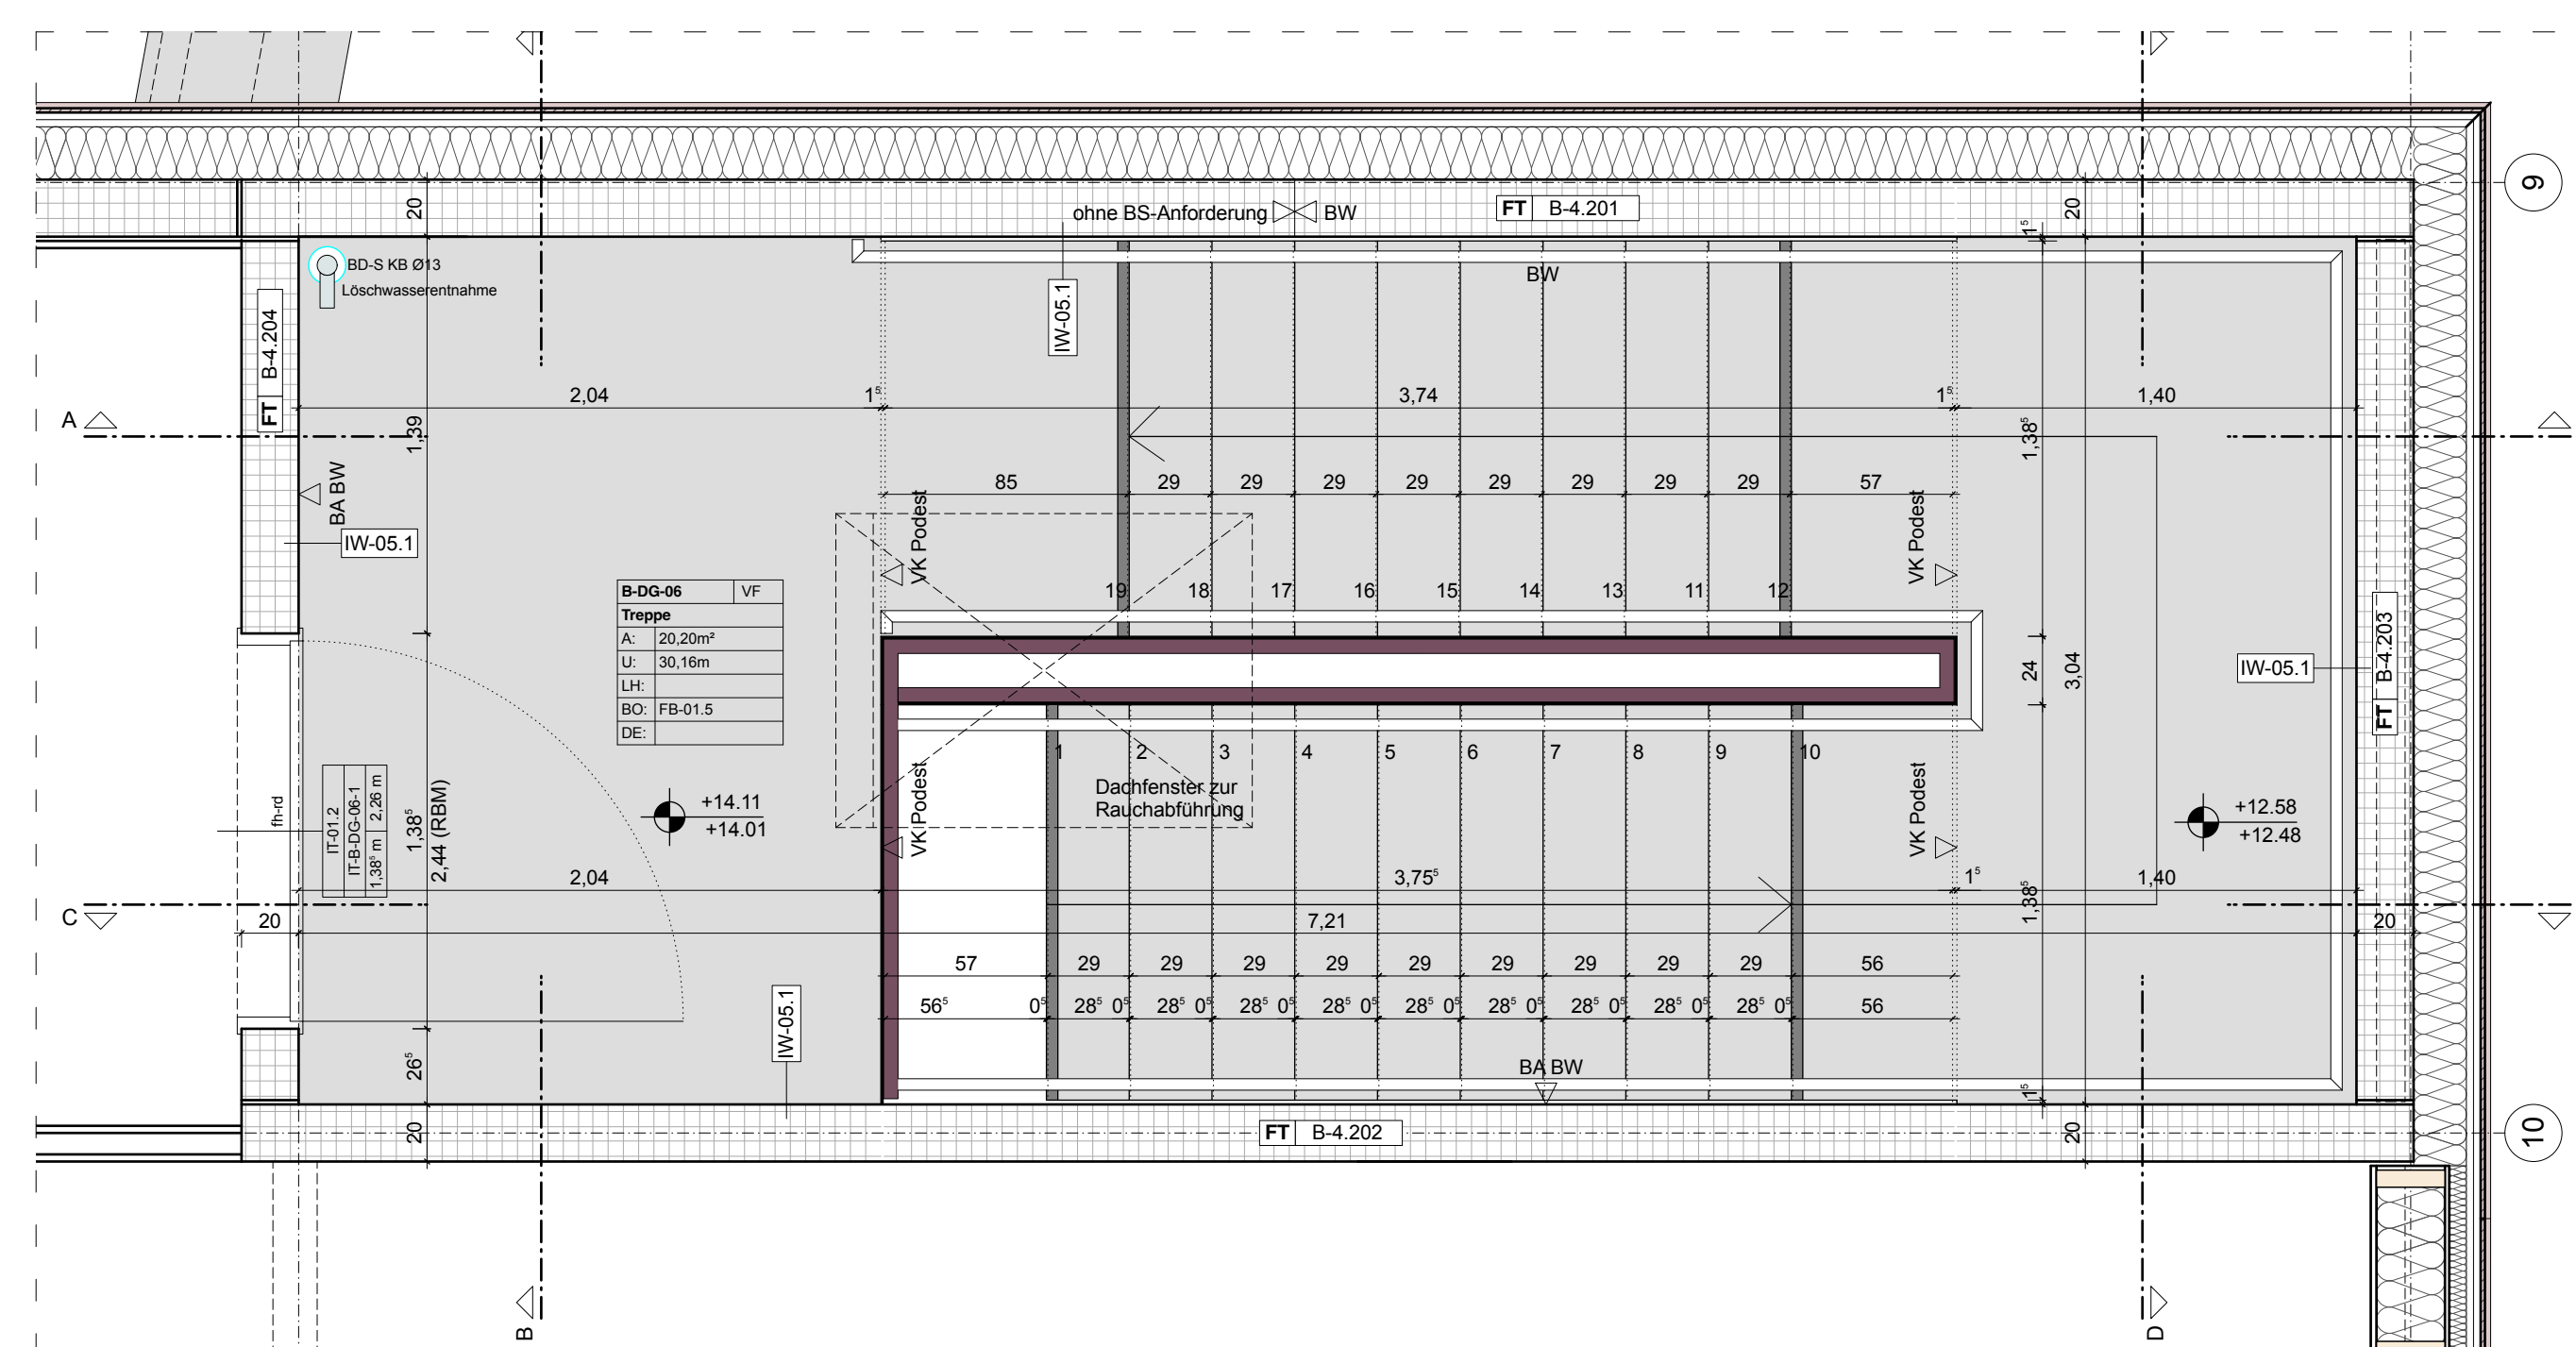 20
ohne BS-Anforderung
BW
FT B-4.201
20
1⁵
9
BD-S KB Ø13
Löschwasserentnahme
BW
FT B-4.204
IW-05.1
2,04
1⁵
3,74
1⁵
1,40
A
1,39
1,38⁵
BA BW
85
29
29
29
29
29
29
29
29
57
VK Podest
VK Podest
IW-05.1
B-DG-06 VF
Treppe
A: 20,20m²
U: 30,16m
LH:
BO: FB-01.5
DE:
19
18
17
16
15
14
13
11
12
24
3,04
IW-05.1
FT B-4.203
1
2
3
4
5
6
7
8
9
10
Dachfenster zur
Rauchabführung
VK Podest
VK Podest
+14.11
+14.01
+12.58
+12.48
fh-rd
IT-01.2
IT-B-DG-06-1
1,38⁵ m 2,26 m
1,38⁵
2,44 (RBM)
2,04
3,75⁵
1⁵
1,40
1,38⁵
C
20
7,21
20
57
29
29
29
29
29
29
29
29
29
56
56⁵
0⁵
28⁵ 0⁵
28⁵ 0⁵
28⁵ 0⁵
28⁵ 0⁵
28⁵ 0⁵
28⁵ 0⁵
28⁵ 0⁵
28⁵ 0⁵
28⁵ 0⁵
56
IW-05.1
26⁵
BA BW
1⁵
20
FT B-4.202
20
10
B
D